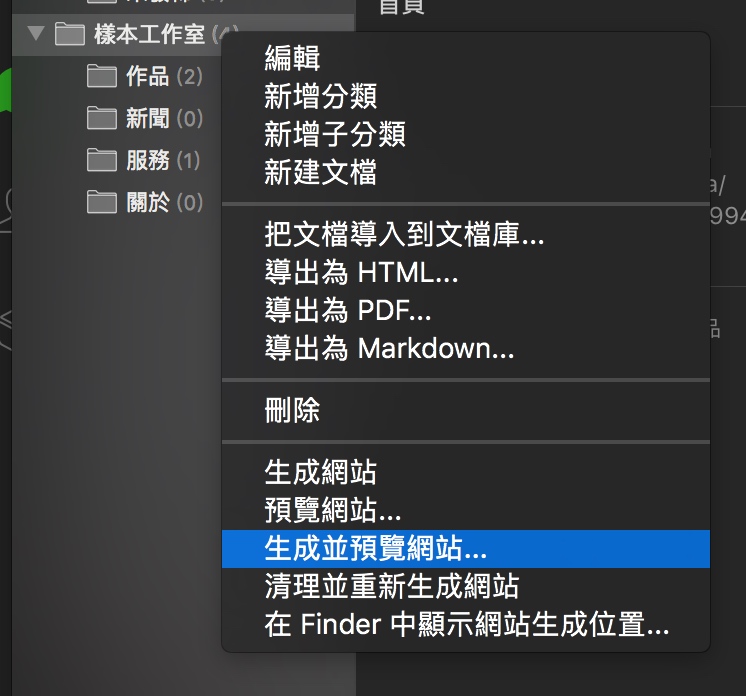 首頁
樣本工作室
作品 (2)
新聞 (0)
服務 (1)
關於 (0)
編輯
新增分類
新增子分類
新建文檔
把文檔導入到文檔庫...
導出為 HTML...
導出為 PDF...
導出為 Markdown...
刪除
生成網站
預覽網站...
生成並預覽網站...
清理並重新生成網站
在 Finder 中顯示網站生成位置...
a/
994
品